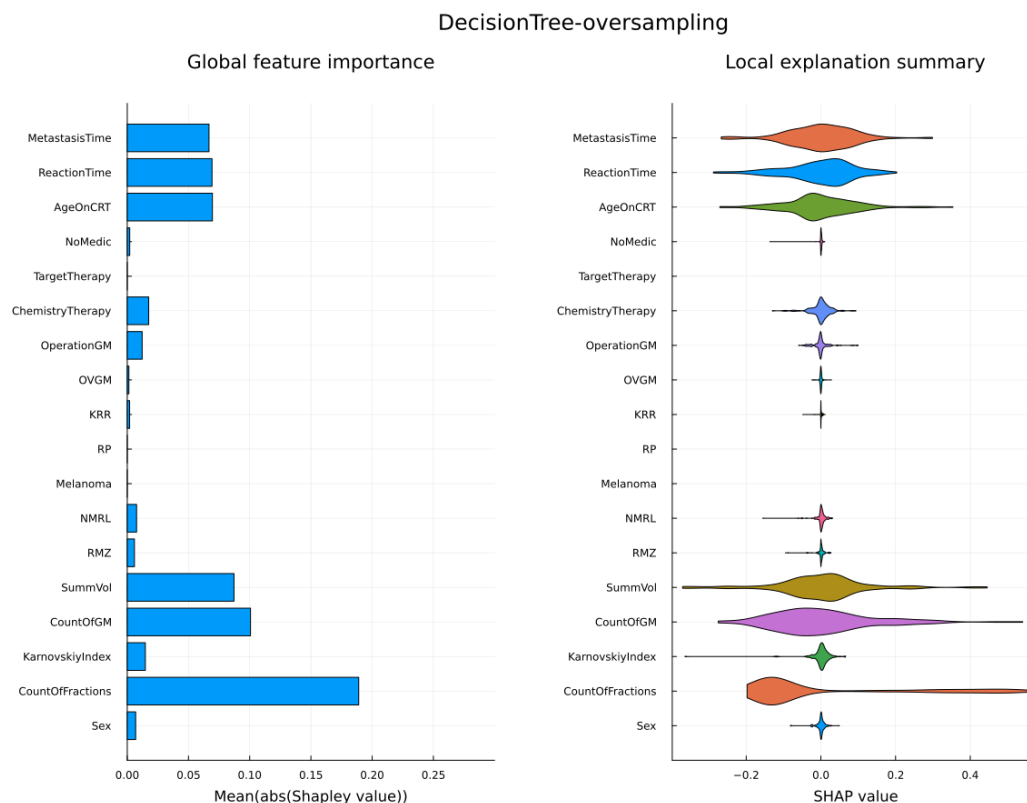 DecisionTree-oversampling
Global feature importance
MetastasisTime
ReactionTime
AgeOnCRT
NoMedic
TargetTherapy
ChemistryTherapy
OperationGM
OVGM
KRR
RP
Melanoma
NMRL
RMZ
SummVol
CountOfGM
KarnovskiyIndex
CountOfFractions
Sex
0.00 0.05 0.10 0.15 0.20 0.25
Mean(abs(Shapley value))
Local explanation summary
MetastasisTime
ReactionTime
AgeOnCRT
NoMedic
TargetTherapy
ChemistryTherapy
OperationGM
OVGM
KRR
RP
Melanoma
NMRL
RMZ
SummVol
CountOfGM
KarnovskiyIndex
CountOfFractions
Sex
−0.2 0.0 0.2 0.4
SHAP value